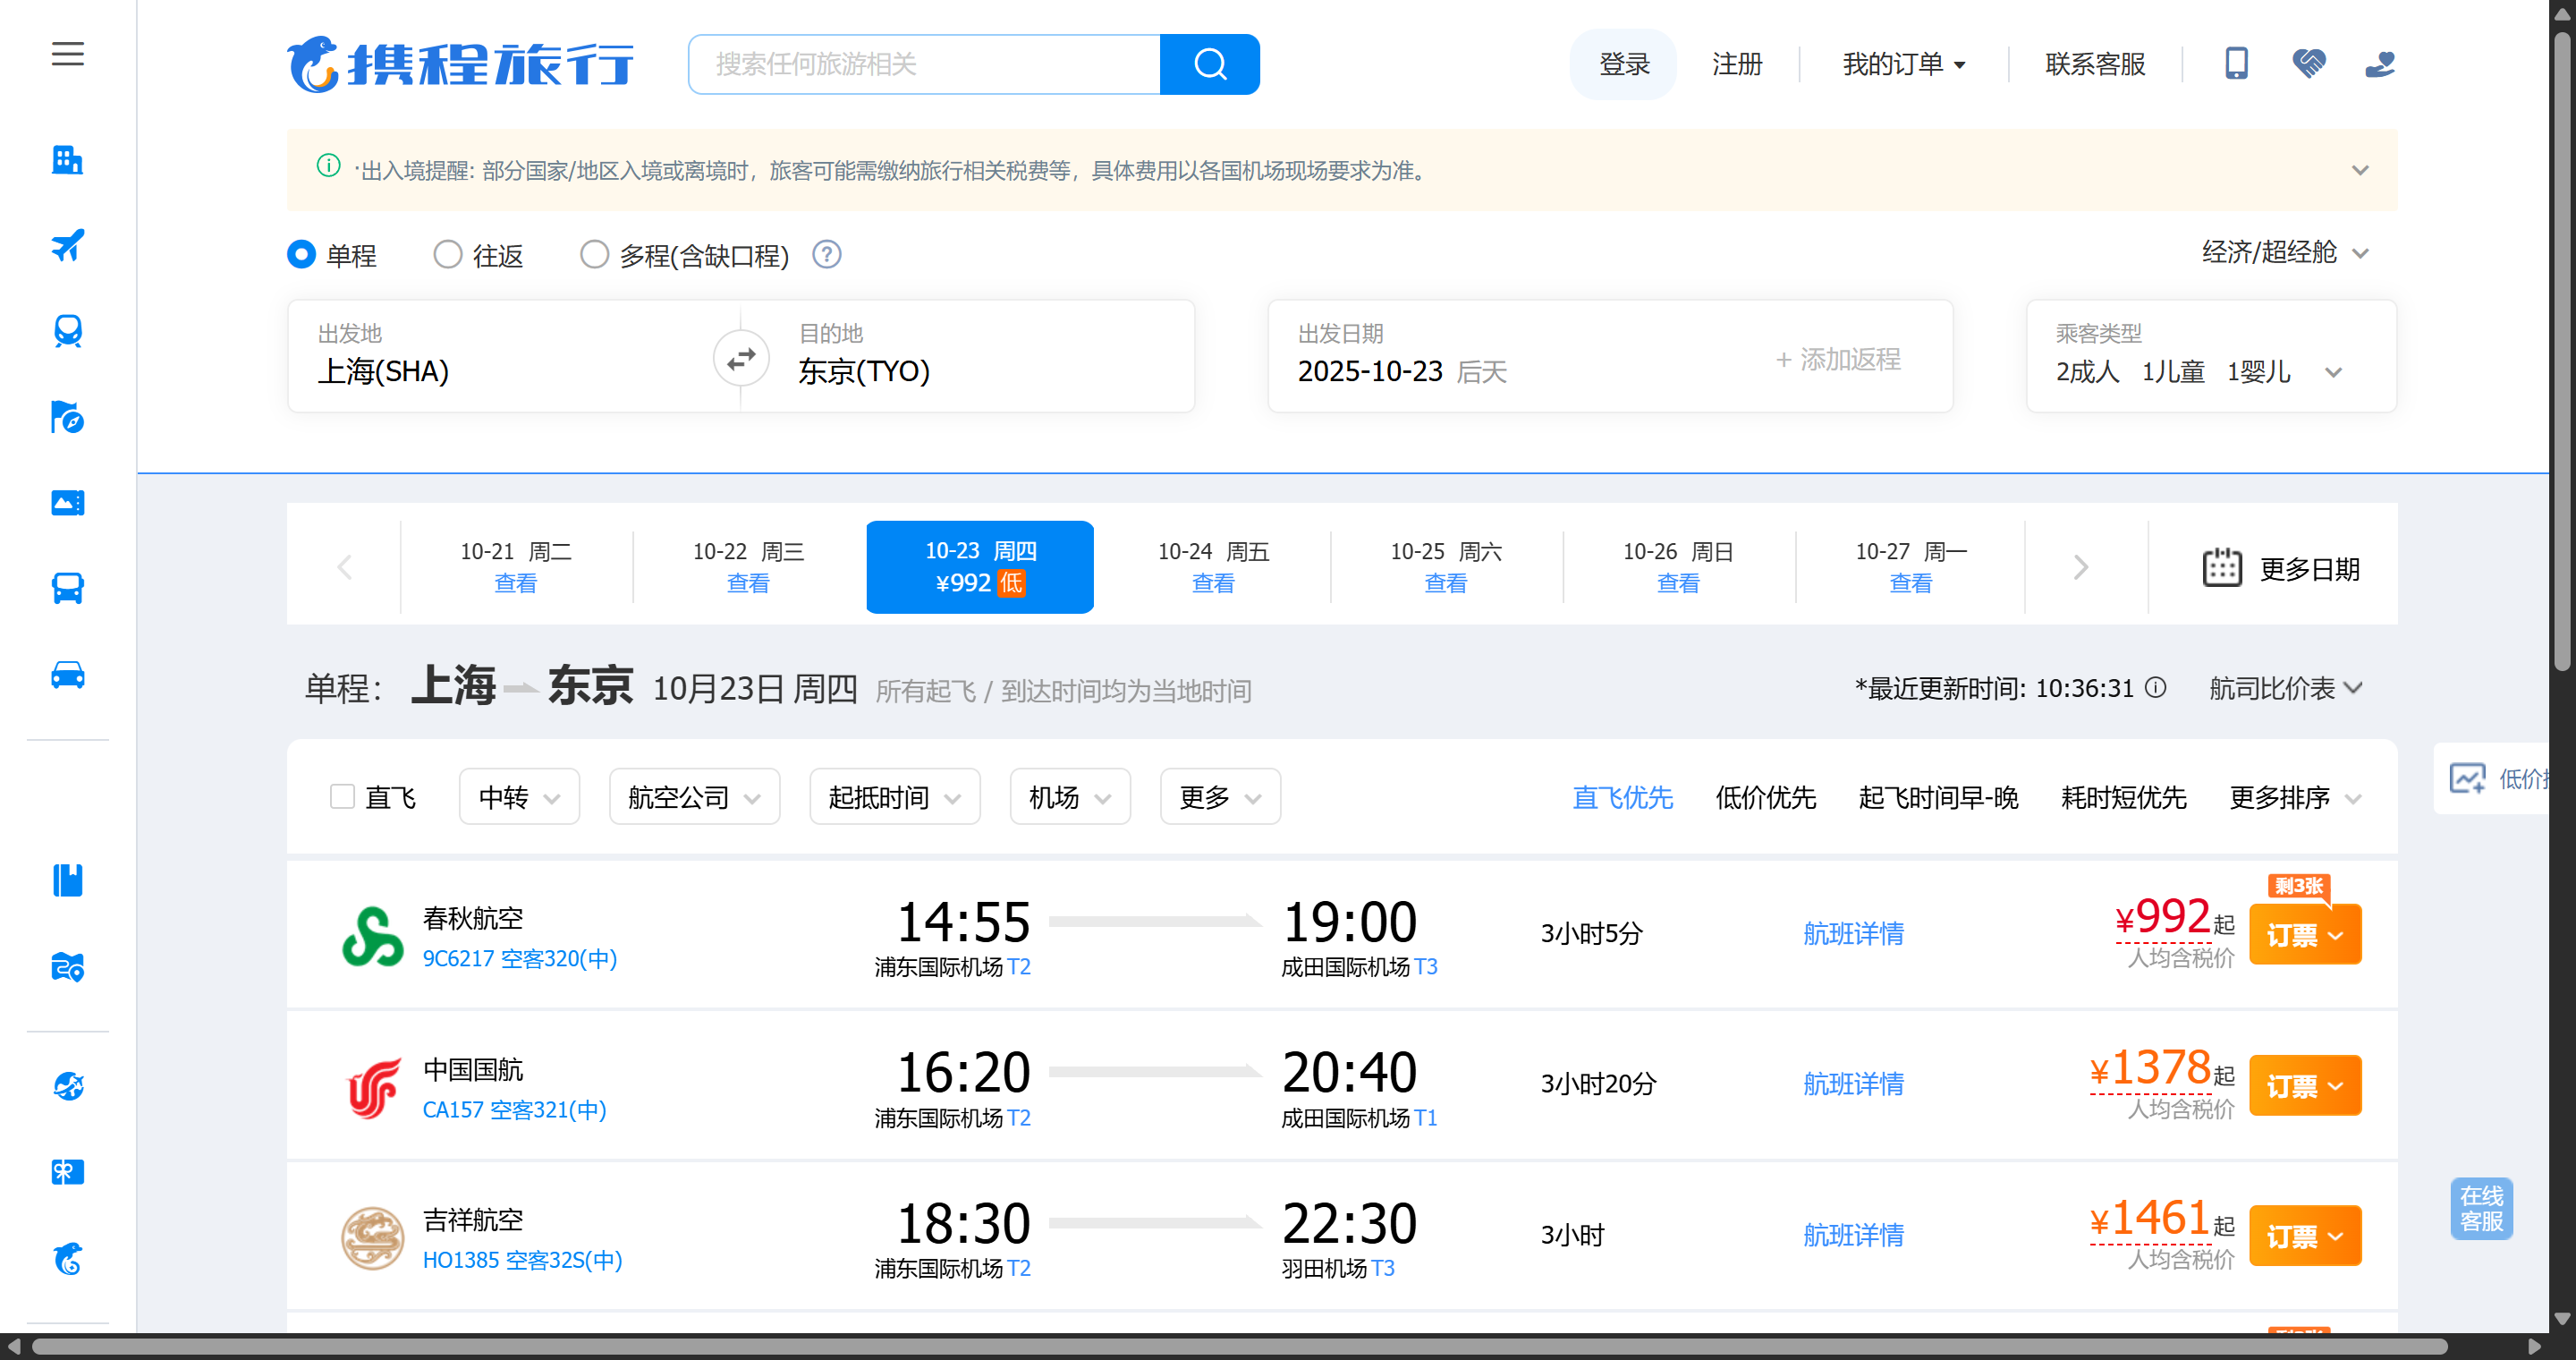 携程旅行
搜索任何旅游相关
登录
注册
我的订单
联系客服
·出入境提醒: 部分国家/地区入境或离境时，旅客可能需缴纳旅行相关税费等，具体费用以各国机场现场要求为准。
单程
往返
多程(含缺口程)
?
经济/超经舱
出发地
上海(SHA)
目的地
东京(TYO)
出发日期
2025-10-23 后天
+ 添加返程
乘客类型
2成人 1儿童 1婴儿
10-21 周二
查看
10-22 周三
查看
10-23 周四
¥992 低
10-24 周五
查看
10-25 周六
查看
10-26 周日
查看
10-27 周一
查看
更多日期
单程： 上海 东京 10月23日 周四 所有起飞 / 到达时间均为当地时间
*最近更新时间: 10:36:31
航司比价表
直飞
中转
航空公司
起抵时间
机场
更多
直飞优先
低价优先
起飞时间早-晚
耗时短优先
更多排序
低价
春秋航空
9C6217 空客320(中)
14:55
浦东国际机场 T2
19:00
成田国际机场 T3
3小时5分
航班详情
¥992起
人均含税价
剩3张
订票
中国国航
CA157 空客321(中)
16:20
浦东国际机场 T2
20:40
成田国际机场 T1
3小时20分
航班详情
¥1378起
人均含税价
订票
吉祥航空
HO1385 空客32S(中)
18:30
浦东国际机场 T2
22:30
羽田机场 T3
3小时
航班详情
¥1461起
人均含税价
订票
在线
客服